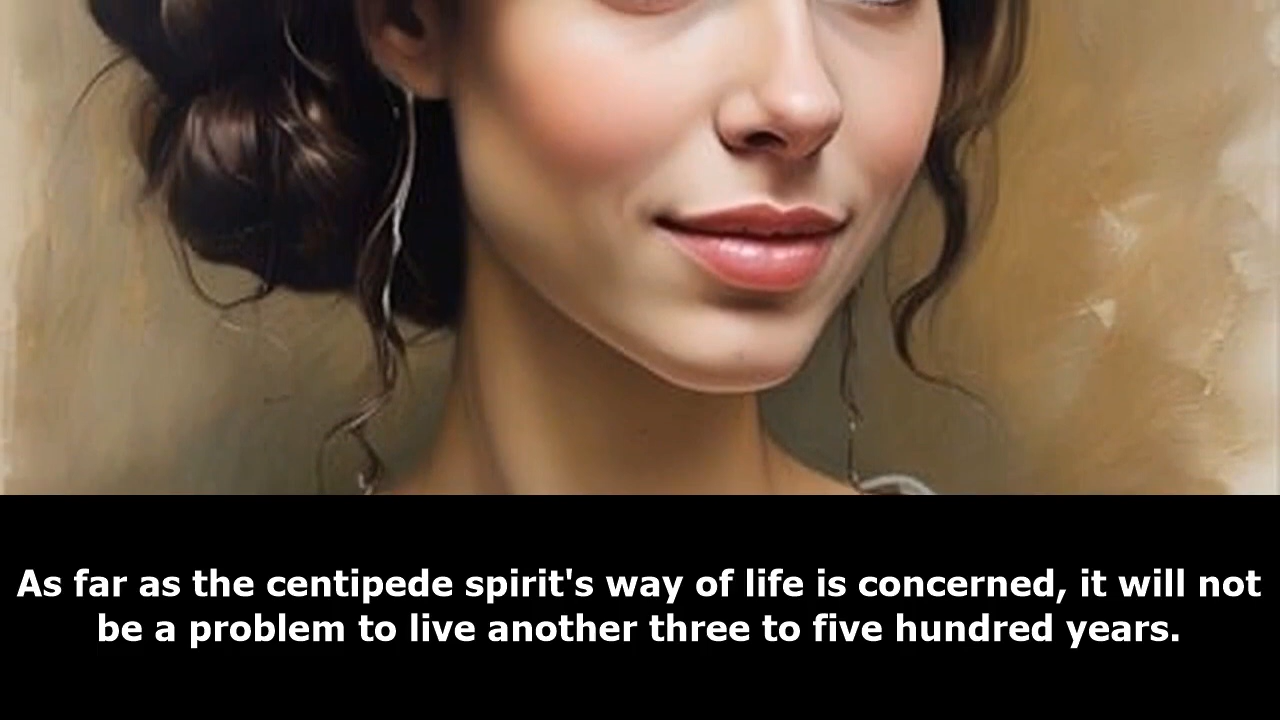 As far as the centipede spirit's way of life is concerned, it will not
be a problem to live another three to five hundred years.